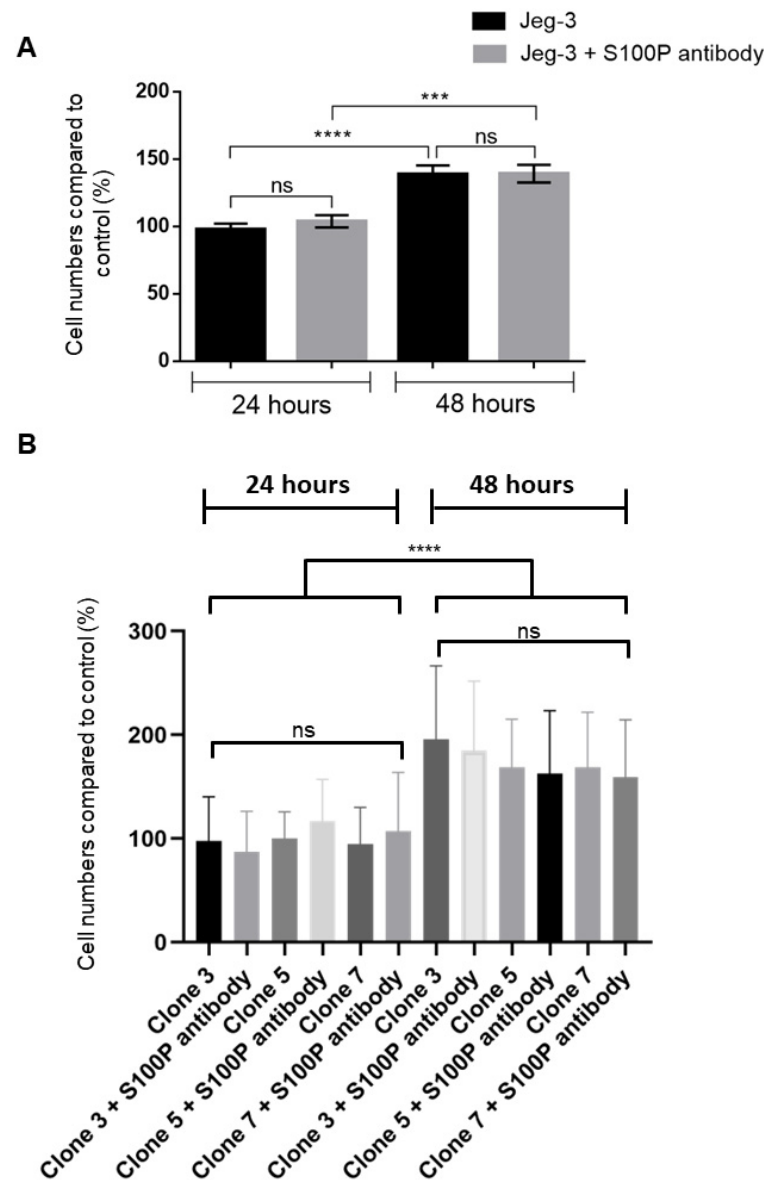 Jeg-3
Jeg-3 + S100P antibody
A
Cell numbers compared to
control (%)
200
150
100
50
0
***
****
ns
ns
24 hours
48 hours
B
24 hours
48 hours
****
Cell numbers compared to control (%)
300
200
100
0
ns
ns
Clone 3
Clone 3 + S100P antibody
Clone 5
Clone 5 + S100P antibody
Clone 7
Clone 7 + S100P antibody
Clone 3
Clone 3 + S100P antibody
Clone 5
Clone 5 + S100P antibody
Clone 7
Clone 7 + S100P antibody